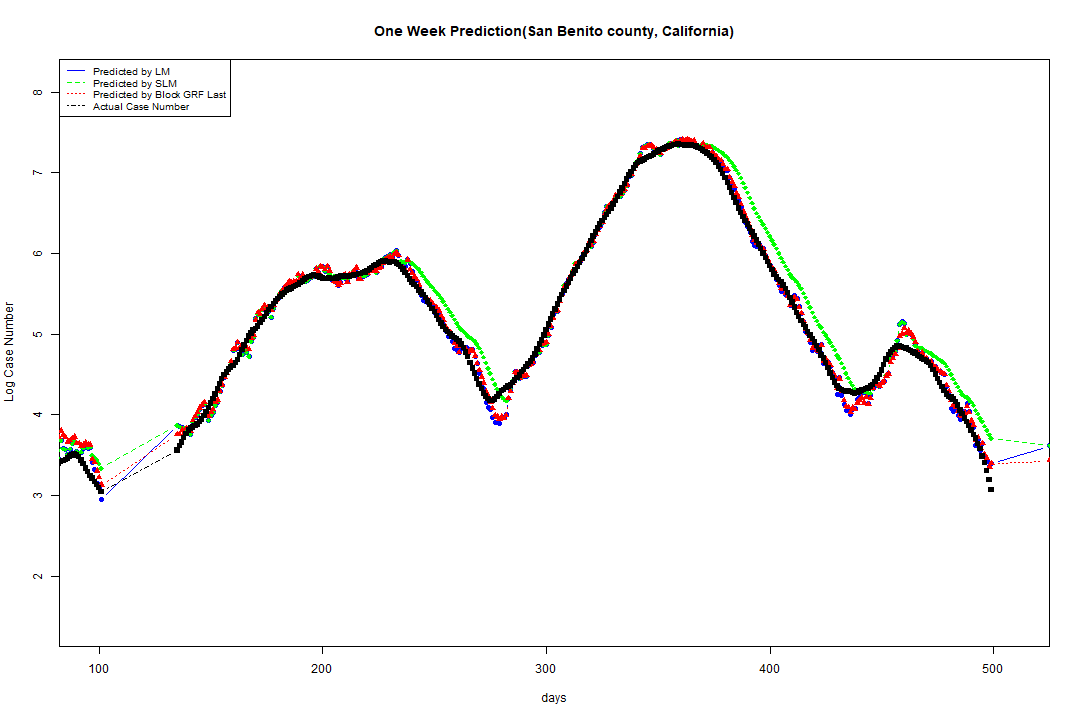 One Week Prediction(San Benito county, California)
Predicted by LM
Predicted by SLM
Predicted by Block GRF Last
Actual Case Number
8
7
6
5
4
3
2
Log Case Number
100 200 300 400 500
days